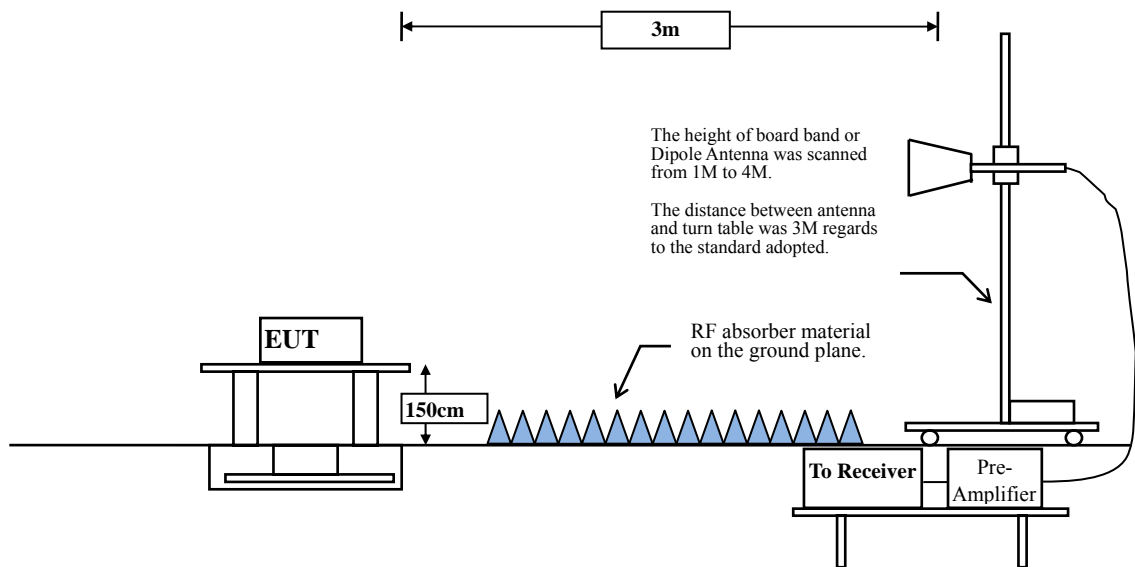 3m
The height of board band or
Dipole Antenna was scanned
from 1M to 4M.
The distance between antenna
and turn table was 3M regards
to the standard adopted.
EUT
RF absorber material
on the ground plane.
150cm
To Receiver
Pre-
Amplifier